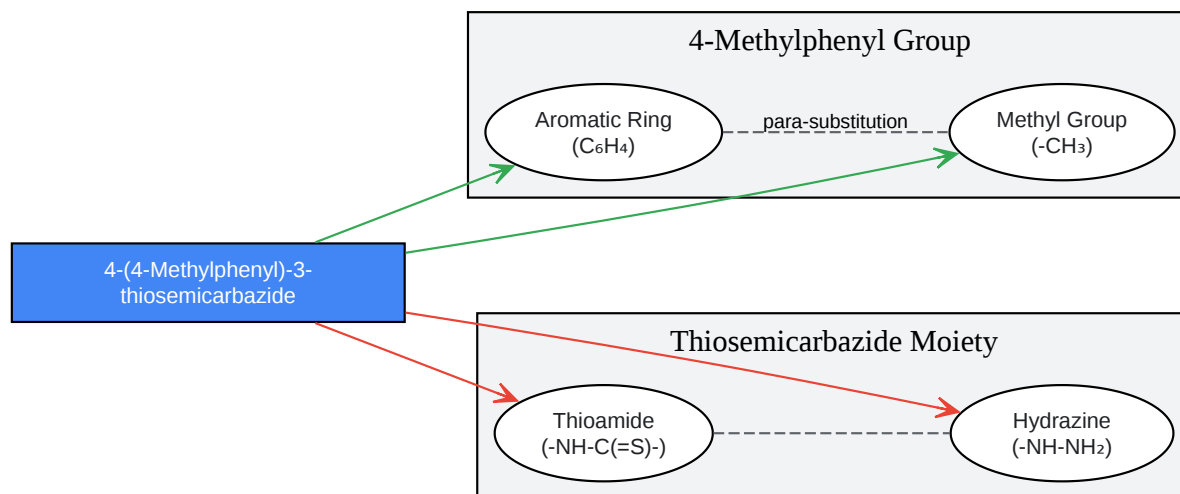 4-Methylphenyl Group
Aromatic Ring
(C₆H₄)
para-substitution
Methyl Group
(-CH₃)
4-(4-Methylphenyl)-3-
thiosemicarbazide
Thiosemicarbazide Moiety
Thioamide
(-NH-C(=S)-)
Hydrazine
(-NH-NH₂)